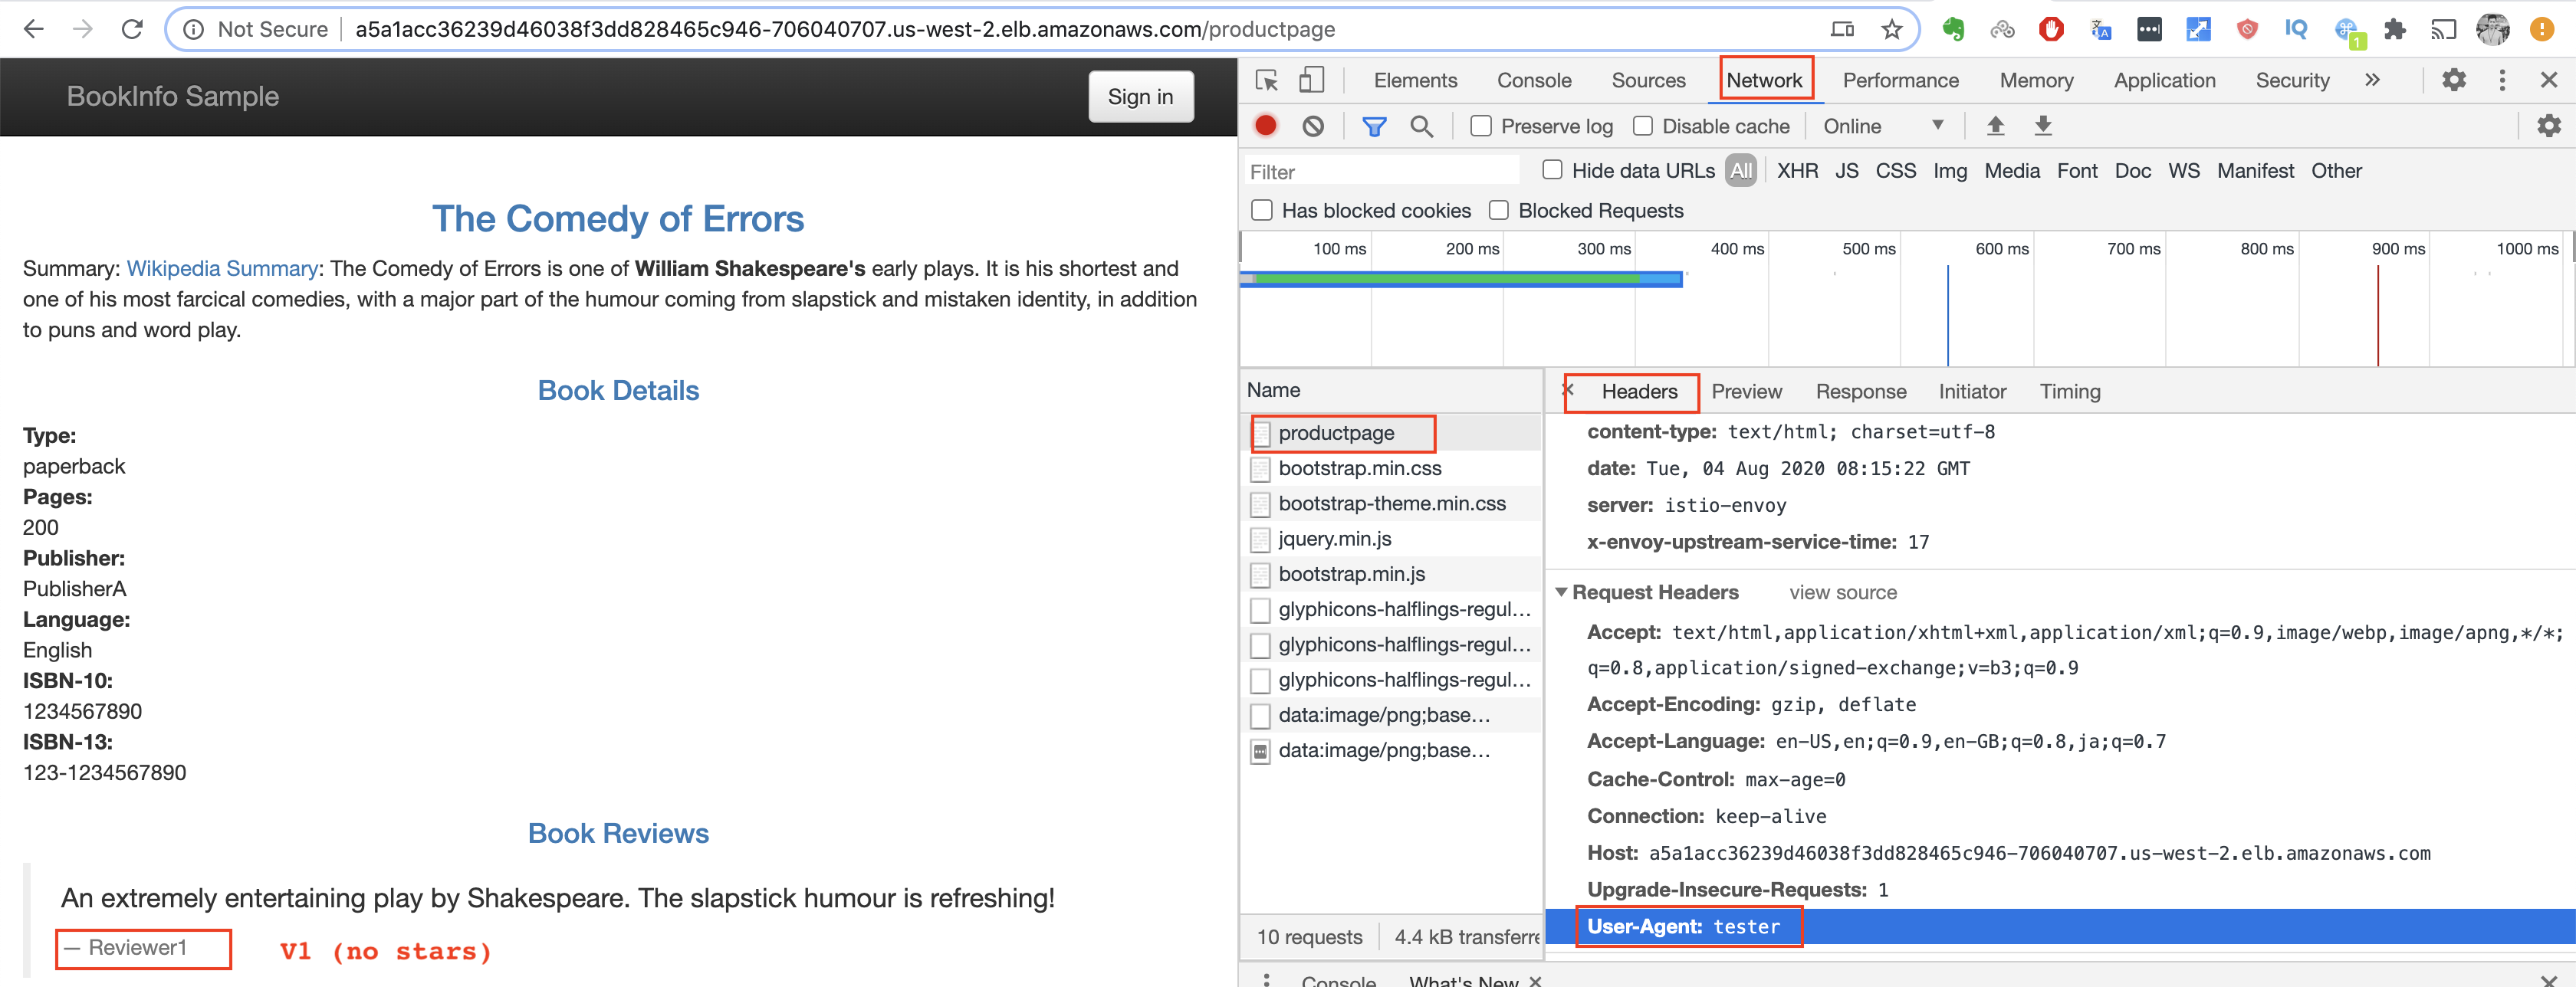 Not Secure | a5a1acc36239d46038f3dd828465c946-706040707.us-west-2.elb.amazonaws.com/productpage
IQ
1
BookInfo Sample
Sign in
The Comedy of Errors
Summary: Wikipedia Summary: The Comedy of Errors is one of William Shakespeare's early plays. It is his shortest and
one of his most farcical comedies, with a major part of the humour coming from slapstick and mistaken identity, in addition
to puns and word play.
Book Details
Type:
paperback
Pages:
200
Publisher:
PublisherA
Language:
English
ISBN-10:
1234567890
ISBN-13:
123-1234567890
Book Reviews
An extremely entertaining play by Shakespeare. The slapstick humour is refreshing!
— Reviewer1
V1 (no stars)
Elements Console Sources Network Performance Memory Application Security »
Preserve log Disable cache Online
Filter Hide data URLs All XHR JS CSS Img Media Font Doc WS Manifest Other
Has blocked cookies Blocked Requests
100 ms 200 ms 300 ms 400 ms 500 ms 600 ms 700 ms 800 ms 900 ms 1000 ms
Name
productpage
bootstrap.min.css
bootstrap-theme.min.css
jquery.min.js
bootstrap.min.js
glyphicons-halflings-regul...
glyphicons-halflings-regul...
glyphicons-halflings-regul...
data:image/png;base...
data:image/png;base...
10 requests 4.4 kB transferre
Headers Preview Response Initiator Timing
content-type: text/html; charset=utf-8
date: Tue, 04 Aug 2020 08:15:22 GMT
server: istio-envoy
x-envoy-upstream-service-time: 17
Request Headers view source
Accept: text/html,application/xhtml+xml,application/xml;q=0.9,image/webp,image/apng,*/*;
q=0.8,application/signed-exchange;v=b3;q=0.9
Accept-Encoding: gzip, deflate
Accept-Language: en-US,en;q=0.9,en-GB;q=0.8,ja;q=0.7
Cache-Control: max-age=0
Connection: keep-alive
Host: a5a1acc36239d46038f3dd828465c946-706040707.us-west-2.elb.amazonaws.com
Upgrade-Insecure-Requests: 1
User-Agent: tester
Console What's New